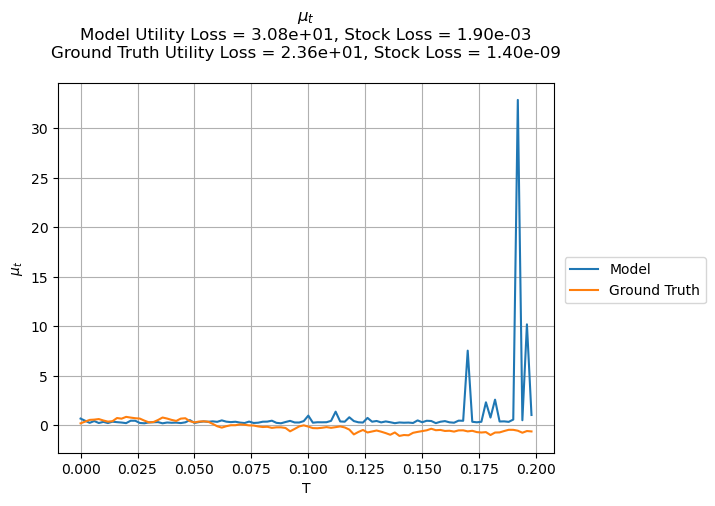 μt
Model Utility Loss = 3.08e+01, Stock Loss = 1.90e-03
Ground Truth Utility Loss = 2.36e+01, Stock Loss = 1.40e-09
30
25
20
15
10
5
0
μt
0.000 0.025 0.050 0.075 0.100 0.125 0.150 0.175 0.200
T
Model
Ground Truth